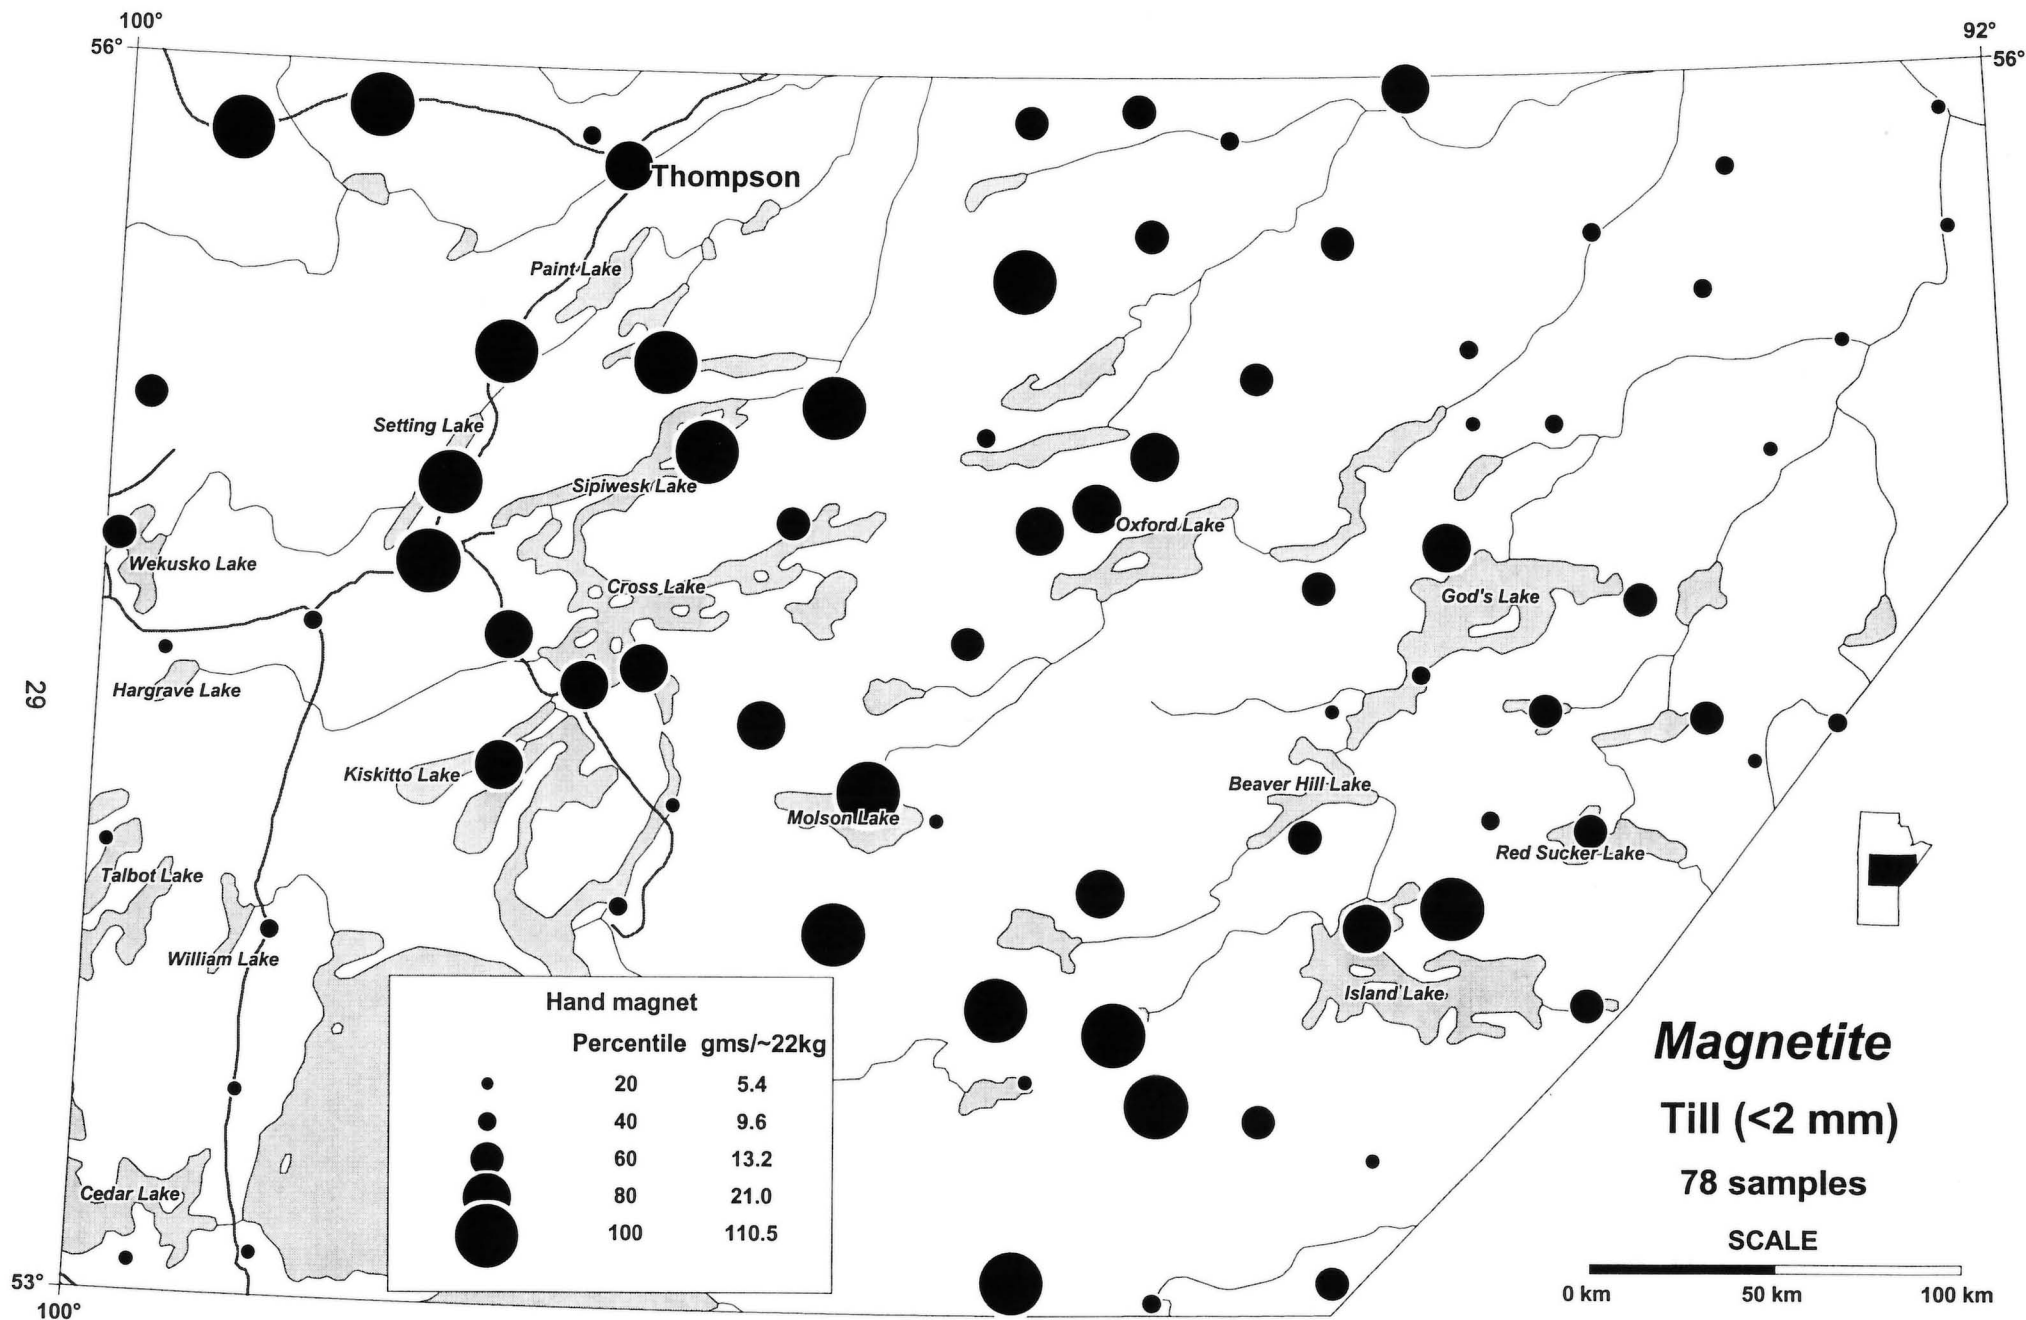 100°
92°
56°
56°
Thompson
Paint Lake
Setting Lake
Sipiwesk Lake
Oxford Lake
Wekusko Lake
Cross Lake
God's Lake
29
Hargrave Lake
Kiskitto Lake
Beaver Hill Lake
Molson Lake
Red Sucker Lake
Talbot Lake
William Lake
Island Lake
Hand magnet
Percentile gms/~22kg
20 5.4
40 9.6
60 13.2
80 21.0
100 110.5
Magnetite
Till (<2 mm)
78 samples
SCALE
0 km 50 km 100 km
Cedar Lake
53°
100°